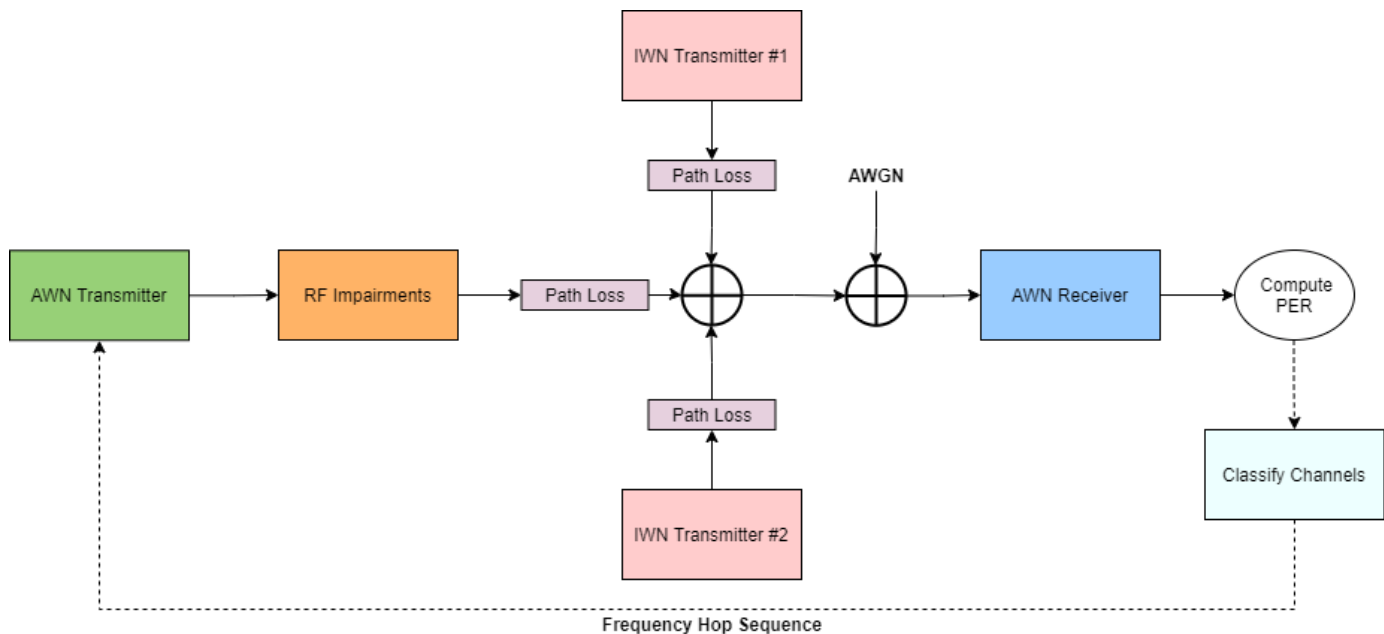 IWN Transmitter #1
Path Loss
AWGN
AWN Transmitter
RF Impairments
Path Loss
AWN Receiver
Compute
PER
Path Loss
Classify Channels
IWN Transmitter #2
Frequency Hop Sequence